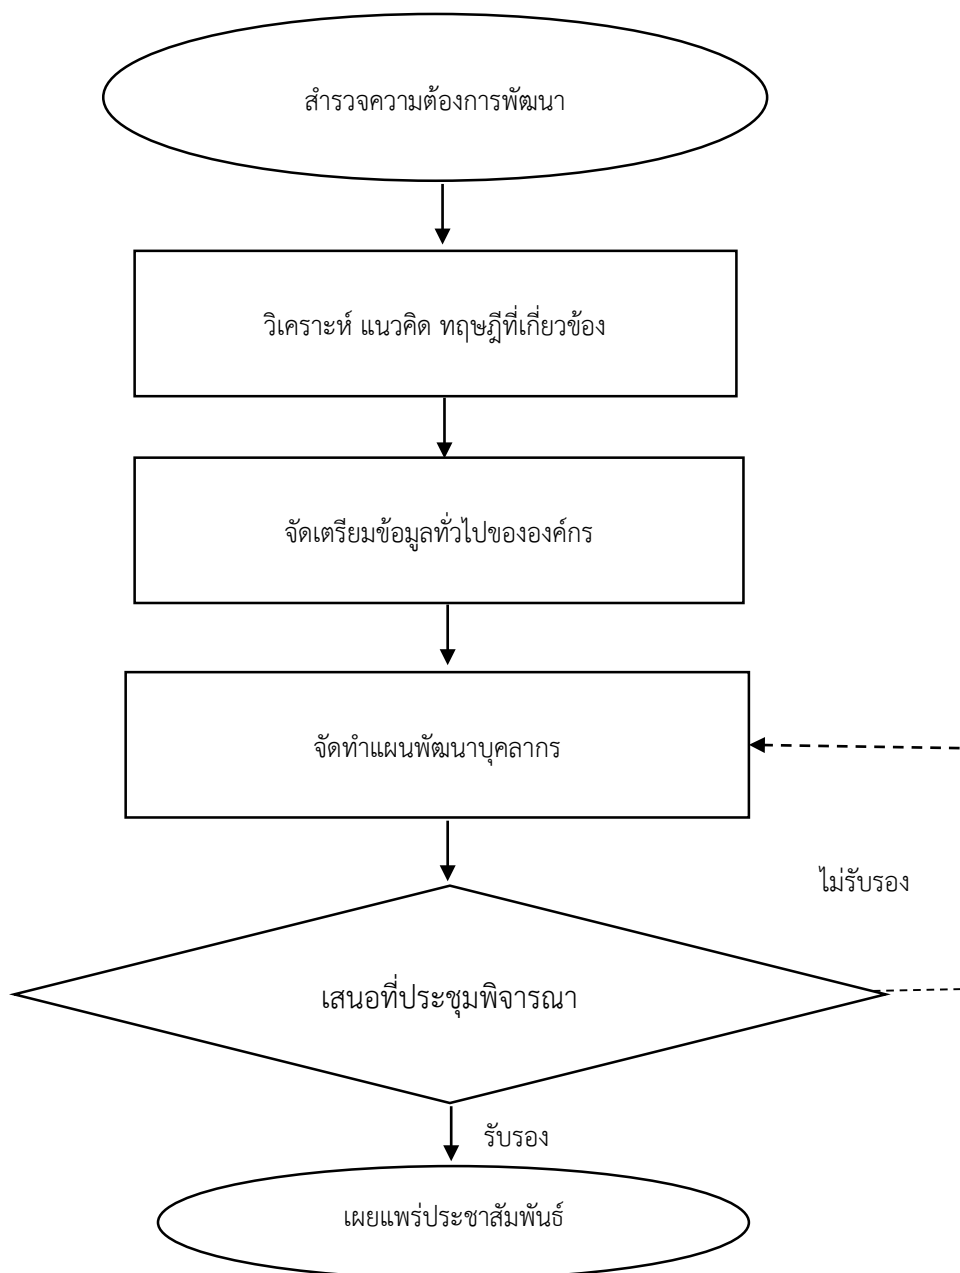 สำรวจความต้องการพัฒนา
วิเคราะห์ แนวคิด ทฤษฎีที่เกี่ยวข้อง
จัดเตรียมข้อมูลทั่วไปขององค์กร
จัดทำแผนพัฒนาบุคลากร
ไม่รับรอง
เสนอที่ประชุมพิจารณา
รับรอง
เผยแพร่ประชาสัมพันธ์